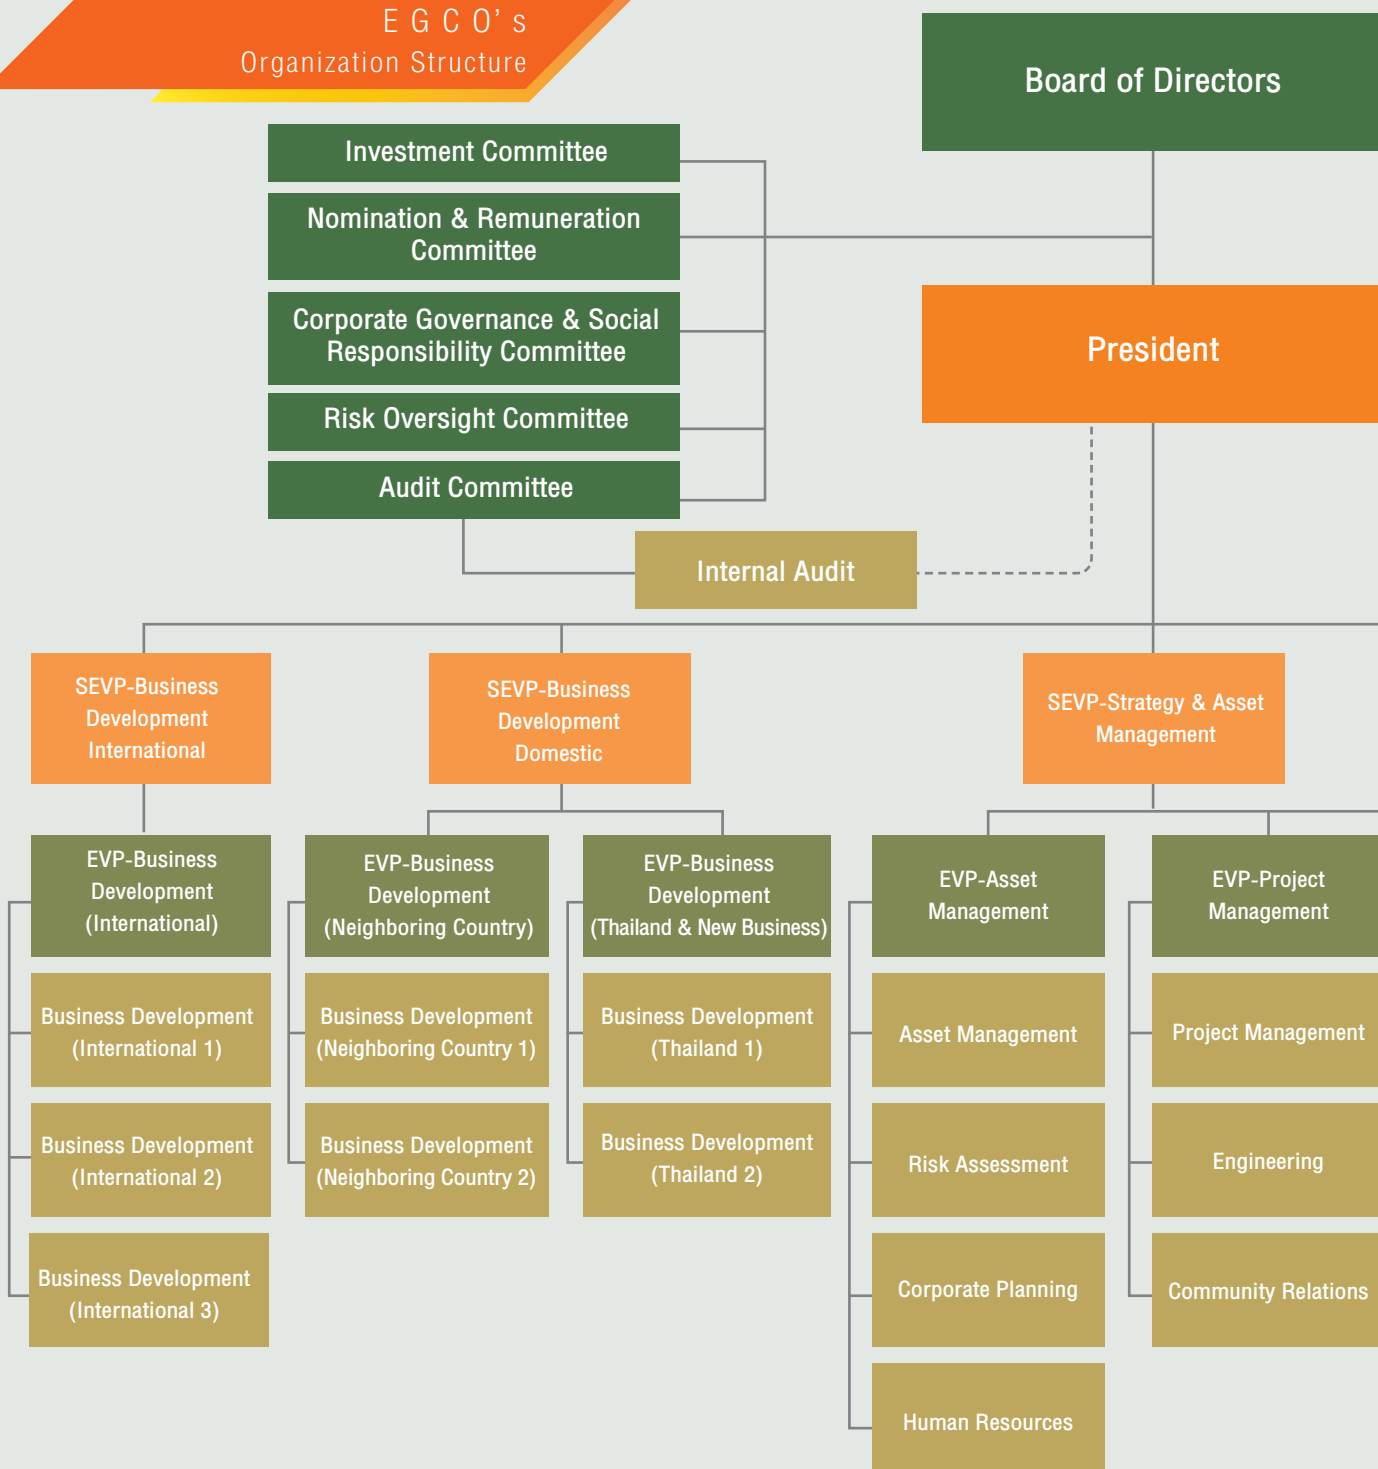 EGCO's
Organization Structure
Board of Directors
Investment Committee
Nomination & Remuneration
Committee
Corporate Governance & Social
Responsibility Committee
Risk Oversight Committee
Audit Committee
President
Internal Audit
SEVP-Business
Development
International
SEVP-Business
Development
Domestic
SEVP-Strategy & Asset
Management
EVP-Business
Development
(International)
EVP-Business
Development
(Neighboring Country)
EVP-Business
Development
(Thailand & New Business)
EVP-Asset
Management
EVP-Project
Management
Business Development
(International 1)
Business Development
(Neighboring Country 1)
Business Development
(Thailand 1)
Asset Management
Project Management
Business Development
(International 2)
Business Development
(Neighboring Country 2)
Business Development
(Thailand 2)
Risk Assessment
Engineering
Business Development
(International 3)
Corporate Planning
Community Relations
Human Resources